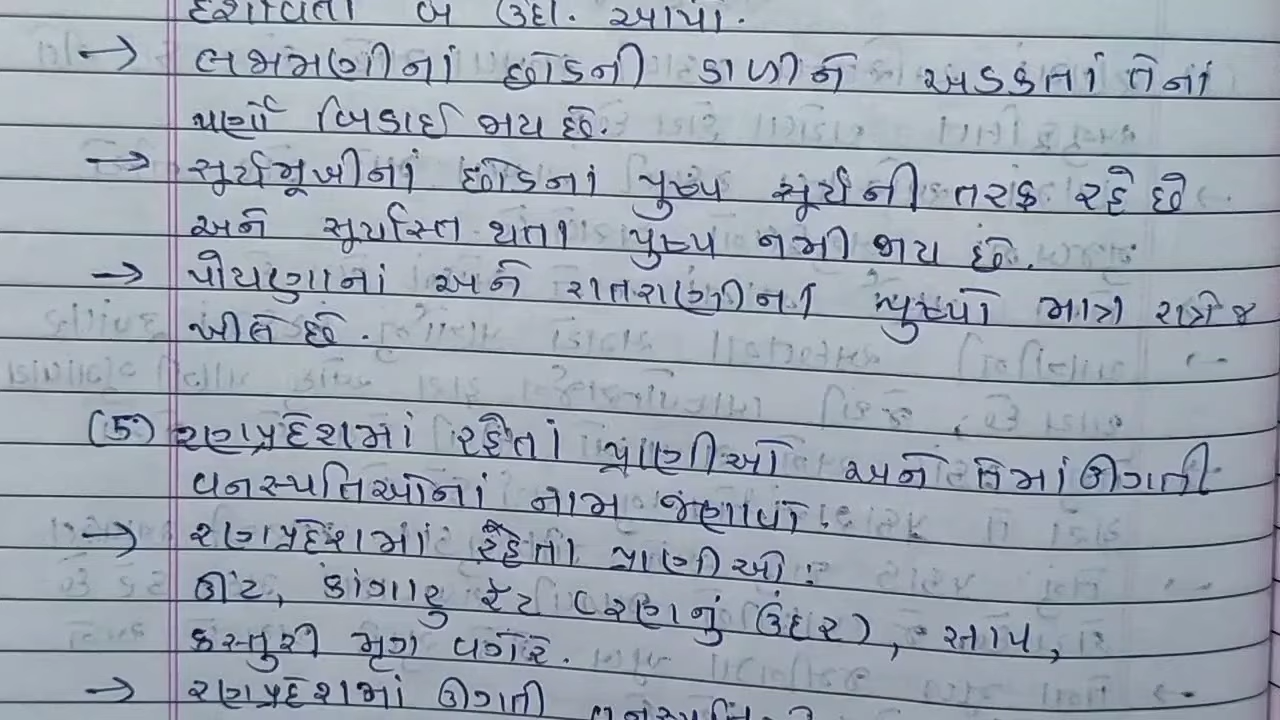 દર્શાવતા બે ઉદા. આપો.
→ લજામણીનાં છોડની ડાળીને અડકતાં તેનાં
પર્ણો બિડાઈ જાય છે.
→ સૂર્યમૂખીનાં છોડનાં પુષ્પ સૂર્યની તરફ રહે છે
અને સૂર્યાસ્ત થતા પુષ્પ નમી જાય છે.
→ પોયણાનાં અને રાતરાણીનાં પુષ્પો માત્ર રાત્રે જ
ખીલે છે.
(5) રણપ્રદેશમાં રહેતાં પ્રાણીઓ અને તેમાં ઊગતી
વનસ્પતિઓનાં નામ જણાવો
→ રણપ્રદેશમાં રહેતા પ્રાણીઓ:
ઊંટ, કાંગારુ રેટ (રણનું ઉંદર), સાપ,
કસ્તુરી મૃગ વગેરે.
→ રણપ્રદેશમાં ઊગતી